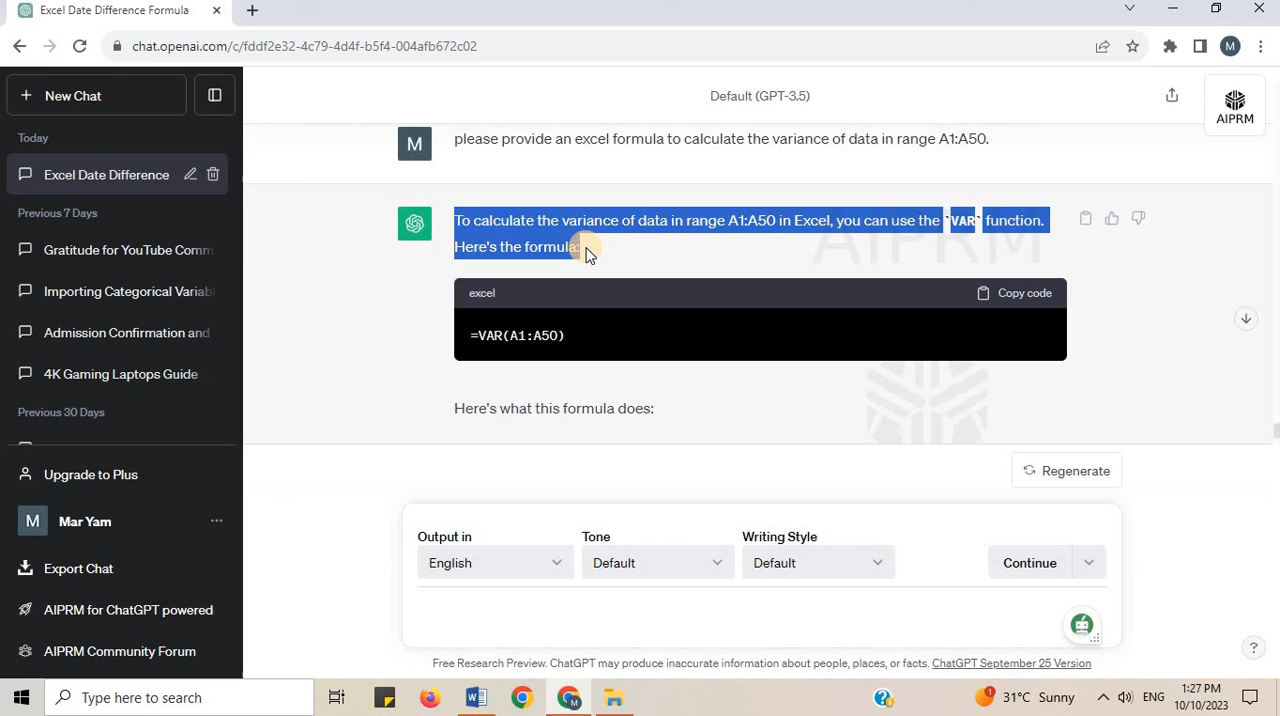 Excel Date Difference Formula
chat.openai.com/c/fddf2e32-4c79-4d4f-b5f4-004afb672c02
M
New Chat
Default (GPT-3.5)
AIPRM
Today
Excel Date Difference
Previous 7 Days
Gratitude for YouTube Comm
Importing Categorical Variabl
Admission Confirmation and
4K Gaming Laptops Guide
Previous 30 Days
Upgrade to Plus
M
Mar Yam
Export Chat
AIPRM for ChatGPT powered
AIPRM Community Forum
M
please provide an excel formula to calculate the variance of data in range A1:A50.
To calculate the variance of data in range A1:A50 in Excel, you can use the `VAR` function.
Here's the formula:
AIPRM
excel
Copy code
=VAR(A1:A50)
Here's what this formula does:
Regenerate
Output in
Tone
Writing Style
English
Default
Default
Continue
Free Research Preview. ChatGPT may produce inaccurate information about people, places, or facts. ChatGPT September 25 Version
?
Type here to search
W
M
?
1
31°C Sunny
ENG
1:27 PM
10/10/2023